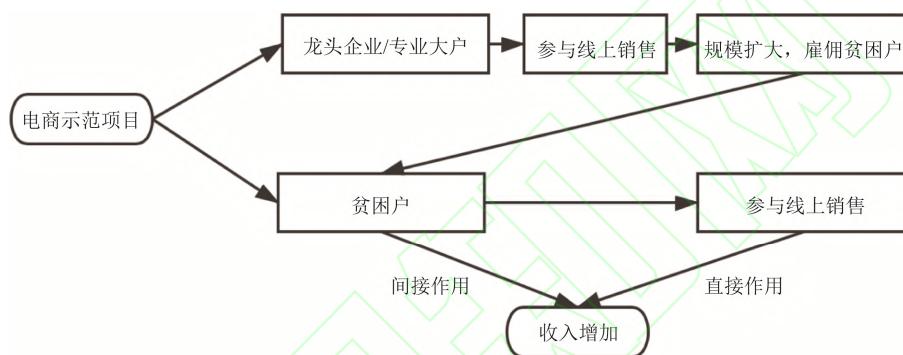 龙头企业/专业大户
参与线上销售
规模扩大，雇佣贫困户
电商示范项目
贫困户
参与线上销售
间接作用
直接作用
收入增加